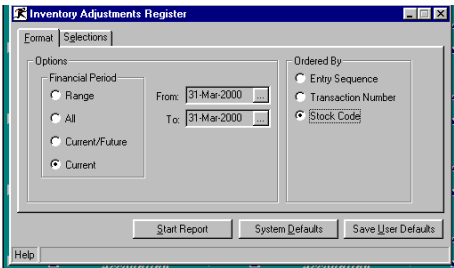 Inventory Adjustments Register
Format Selections
Options
Financial Period
Range
All
Current/Future
Current
From: 31-Mar-2000 ...
To: 31-Mar-2000 ...
Ordered By
Entry Sequence
Transaction Number
Stock Code
Start Report System Defaults Save User Defaults
Help